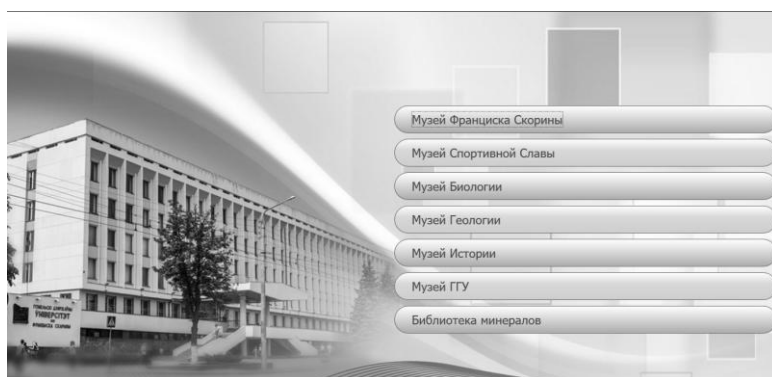 Музей Франциска Скорины
Музей Спортивной Славы
Музей Биологии
Музей Геологии
Музей Истории
Музей ГГУ
Библиотека минералов